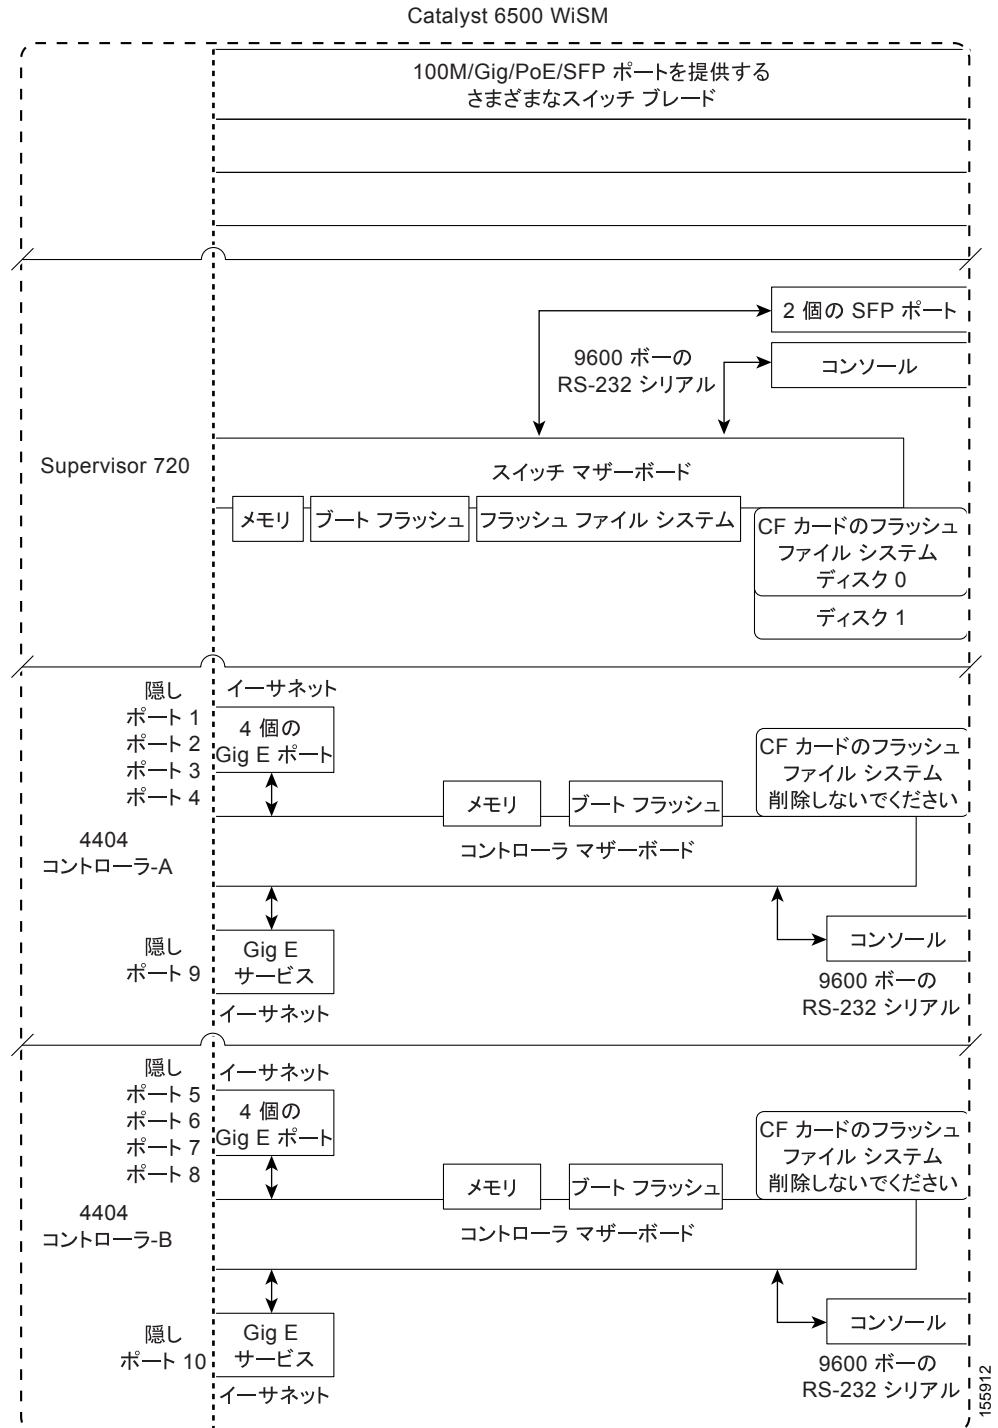 Catalyst 6500 WiSM
100M/Gig/PoE/SFP ポートを提供する
さまざまなスイッチ ブレード
2 個の SFP ポート
9600 ボーの
RS-232 シリアル
コンソール
Supervisor 720
スイッチ マザーボード
メモリ
ブート フラッシュ
フラッシュ ファイル システム
CF カードのフラッシュ
ファイル システム
ディスク 0
ディスク 1
隠し
ポート 1
ポート 2
ポート 3
ポート 4
イーサネット
4 個の
Gig E ポート
CF カードのフラッシュ
ファイル システム
削除しないでください
メモリ
ブート フラッシュ
4404
コントローラ-A
コントローラ マザーボード
隠し
ポート 9
Gig E
サービス
イーサネット
コンソール
9600 ボーの
RS-232 シリアル
隠し
ポート 5
ポート 6
ポート 7
ポート 8
イーサネット
4 個の
Gig E ポート
CF カードのフラッシュ
ファイル システム
削除しないでください
メモリ
ブート フラッシュ
4404
コントローラ-B
コントローラ マザーボード
隠し
ポート 10
Gig E
サービス
イーサネット
コンソール
9600 ボーの
RS-232 シリアル
155912